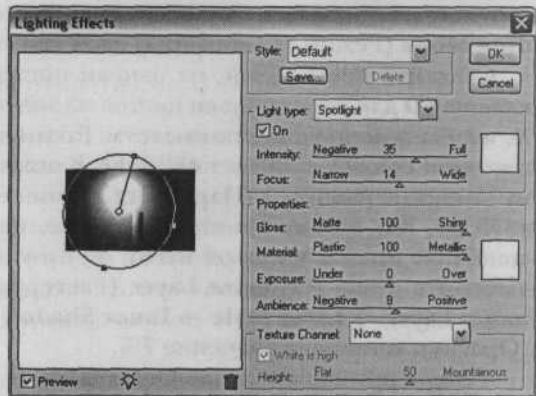 Lighting Effects
Style: Default
Save... Delete
OK
Cancel
Light type: Spotlight
On
Intensity: Negative 35 Full
Focus: Narrow 14 Wide
Properties:
Gloss: Matte 100 Shiny
Material: Plastic 100 Metallic
Exposure: Under 0 Over
Ambience: Negative 8 Positive
Texture Channel: None
White is high
Height: Flat 50 Mountainous
Preview